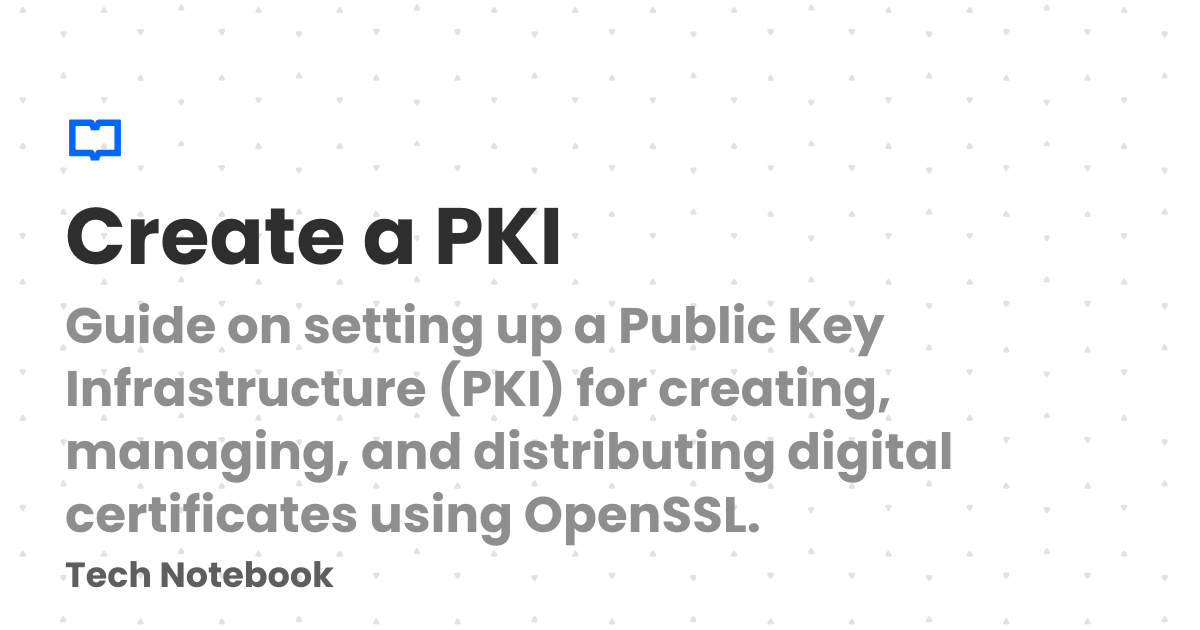 Create a PKI
Guide on setting up a Public Key
Infrastructure (PKI) for creating,
managing, and distributing digital
certificates using OpenSSL.
Tech Notebook